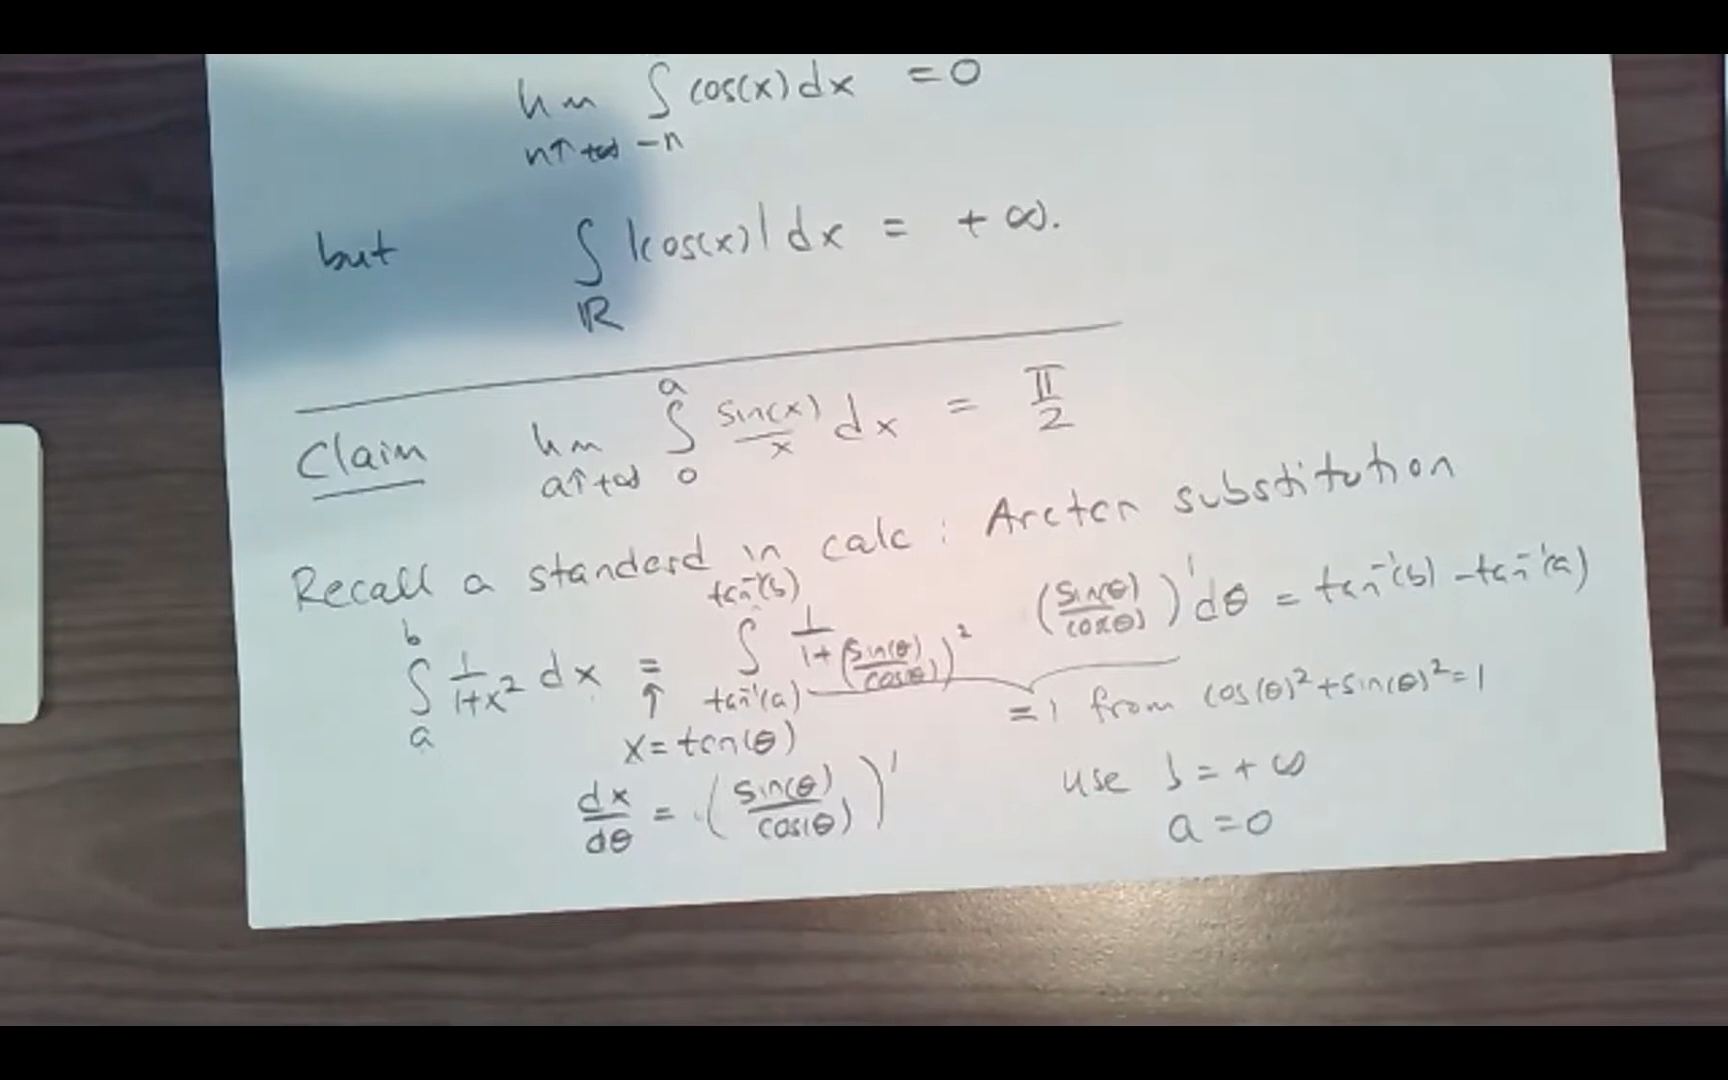 lim ∫ cos(x) dx = 0
n↑+∞ -n
but ∫ |cos(x)| dx = +∞.
ℝ
Claim lim ∫_0^a sin(x)/x dx = π/2
a↑+∞
Recall a standard in calc: Arctan substitution
∫_a^b 1/(1+x²) dx = ∫_{tan⁻¹(a)}^{tan⁻¹(b)} 1/(1+(sin(θ)/cos(θ))²) (sin(θ)/cos(θ))' dθ = tan⁻¹(b) - tan⁻¹(a)
↑ = 1 from cos(θ)²+sin(θ)²=1
x = tan(θ)
dx/dθ = (sin(θ)/cos(θ))'
use b = +∞
a = 0